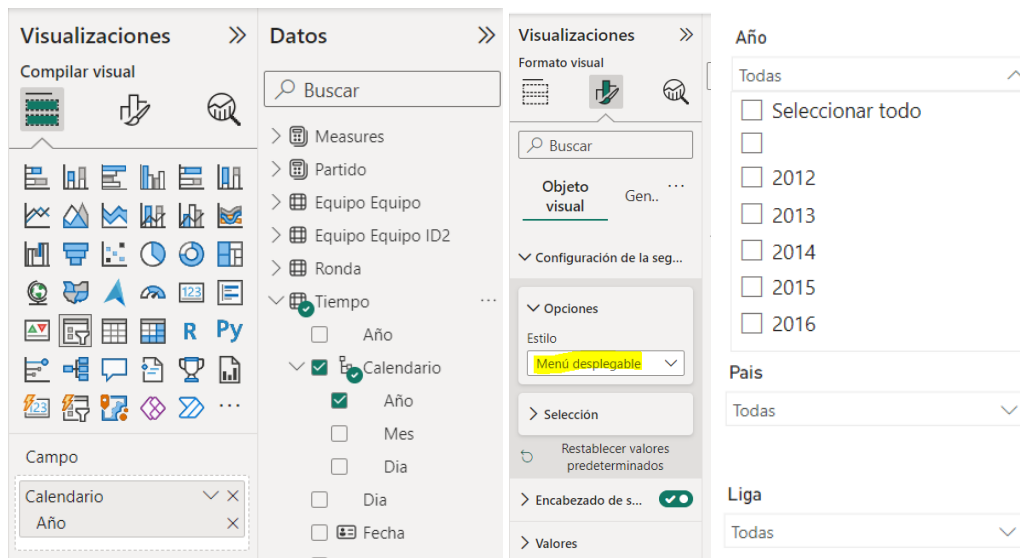 Visualizaciones
Compilar visual
123
R
Py
123
Campo
Calendario
Año
Datos
Buscar
Measures
Partido
Equipo Equipo
Equipo Equipo ID2
Ronda
Tiempo
Año
Calendario
Año
Mes
Dia
Dia
Fecha
Visualizaciones
Formato visual
Buscar
Objeto
visual
Gen..
Configuración de la seg...
Opciones
Estilo
Menú desplegable
Selección
Restablecer valores
predeterminados
Encabezado de s...
Valores
Año
Todas
Seleccionar todo
2012
2013
2014
2015
2016
Pais
Todas
Liga
Todas